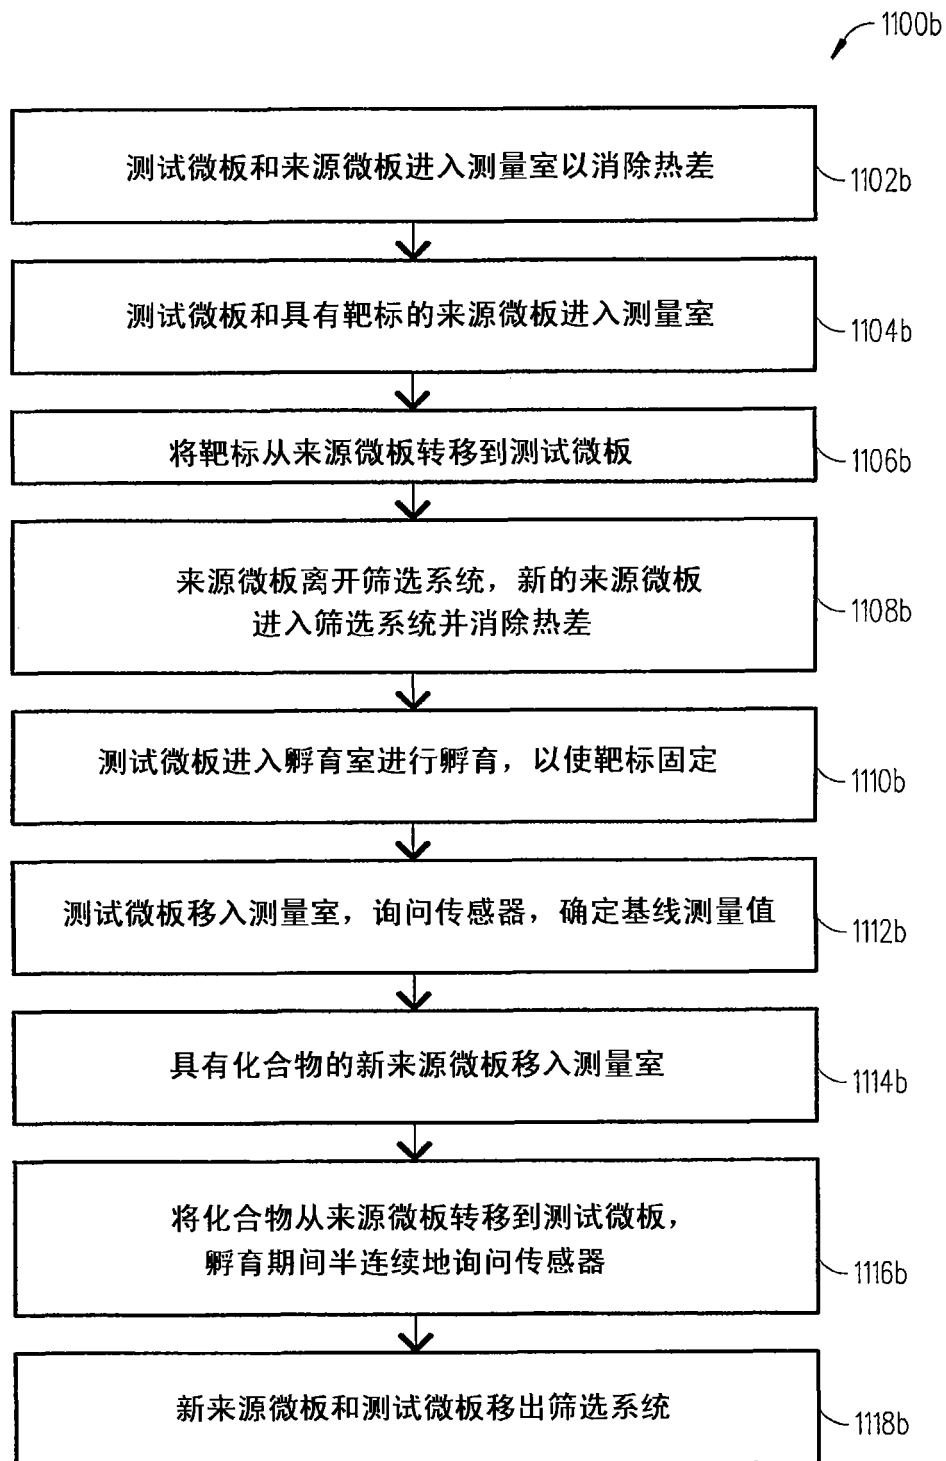 1100b
测试微板和来源微板进入测量室以消除热差
1102b
测试微板和具有靶标的来源微板进入测量室
1104b
将靶标从来源微板转移到测试微板
1106b
来源微板离开筛选系统，新的来源微板
进入筛选系统并消除热差
1108b
测试微板进入孵育室进行孵育，以使靶标固定
1110b
测试微板移入测量室，询问传感器，确定基线测量值
1112b
具有化合物的新来源微板移入测量室
1114b
将化合物从来源微板转移到测试微板，
孵育期间半连续地询问传感器
1116b
新来源微板和测试微板移出筛选系统
1118b